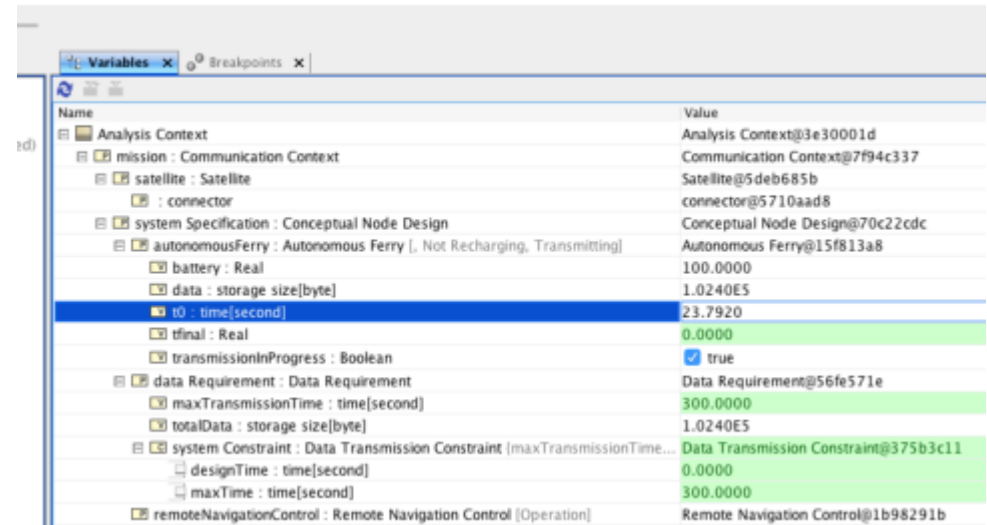 Variables x Breakpoints x
Name Value
ed)
Analysis Context Analysis Context@3e30001d
mission : Communication Context Communication Context@7f94c337
satellite : Satellite Satellite@5deb685b
: connector connector@5710aad8
system Specification : Conceptual Node Design Conceptual Node Design@70c22cdc
autonomousFerry : Autonomous Ferry [, Not Recharging, Transmitting] Autonomous Ferry@15f813a8
battery : Real 100.0000
data : storage size[byte] 1.0240E5
t0 : time[second] 23.7920
tfinal : Real 0.0000
transmissionInProgress : Boolean true
data Requirement : Data Requirement Data Requirement@56fe571e
maxTransmissionTime : time[second] 300.0000
totalData : storage size[byte] 1.0240E5
system Constraint : Data Transmission Constraint {maxTransmissionTime... Data Transmission Constraint@375b3c11
designTime : time[second] 0.0000
maxTime : time[second] 300.0000
remoteNavigationControl : Remote Navigation Control [Operation] Remote Navigation Control@1b98291b